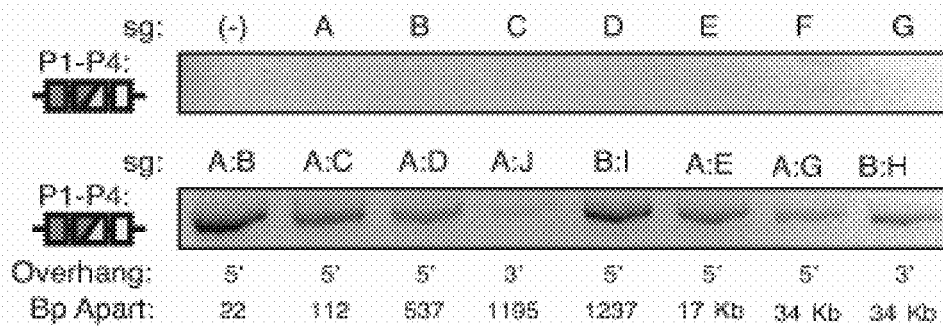 sg: (-) A B C D E F G
P1-P4:
sg: A:B A:C A:D A:J B:I A:E A:G B:H
P1-P4:
Overhang: 5' 5' 5' 3' 5' 5' 5' 3'
Bp Apart: 22 112 537 1195 1237 17 Kb 34 Kb 34 Kb